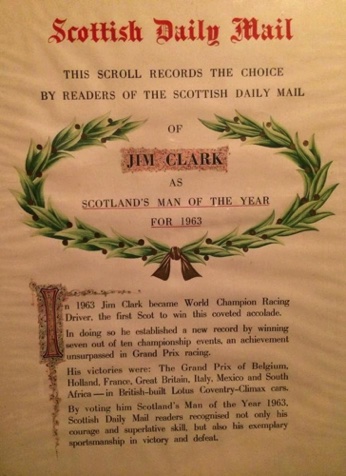 Scottish Daily Mail
THIS SCROLL RECORDS THE CHOICE
BY READERS OF THE SCOTTISH DAILY MAIL
OF
JIM CLARK
AS
SCOTLAND'S MAN OF THE YEAR
FOR 1963
In 1963 Jim Clark became World Champion Racing
Driver, the first Scot to win this coveted accolade.
In doing so he established a new record by winning
seven out of ten championship events, an achievement
unsurpassed in Grand Prix racing.
His victories were: The Grand Prix of Belgium,
Holland, France, Great Britain, Italy, Mexico and South
Africa — in British-built Lotus Coventry-Climax cars.
By voting him Scotland's Man of the Year 1963,
Scottish Daily Mail readers recognised not only his
courage and superlative skill, but also his exemplary
sportsmanship in victory and defeat.